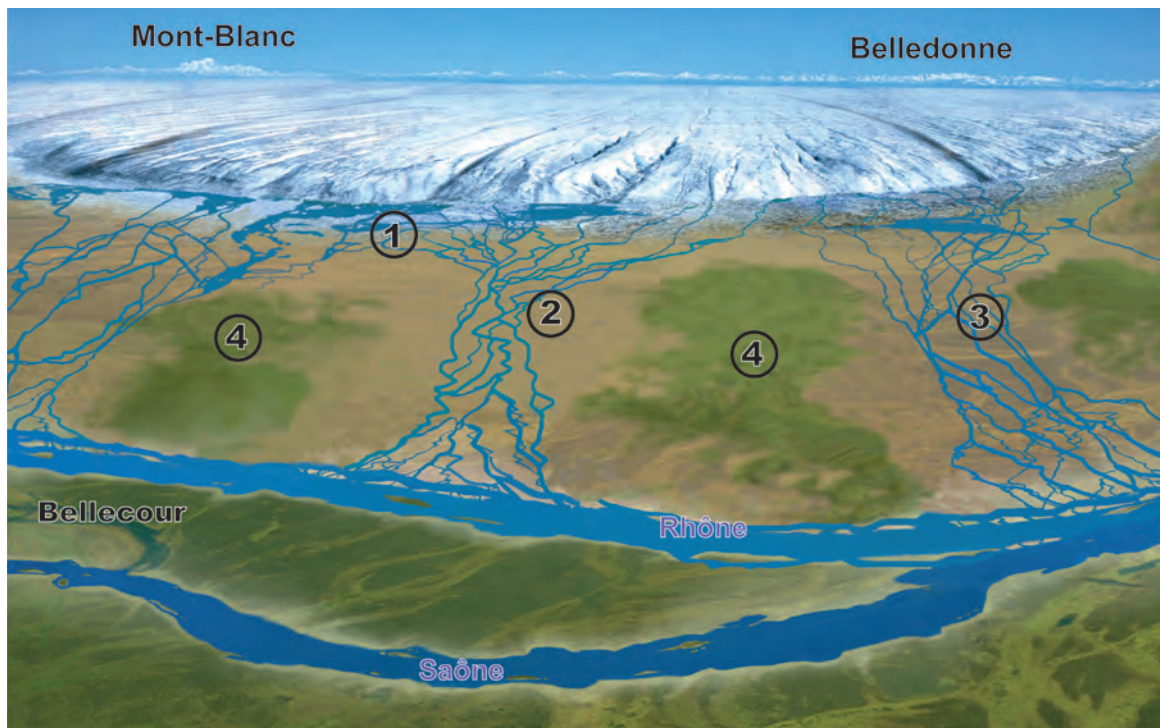 Mont-Blanc
Belledonne
1
2
3
4
4
Bellecour
Rhône
Saône